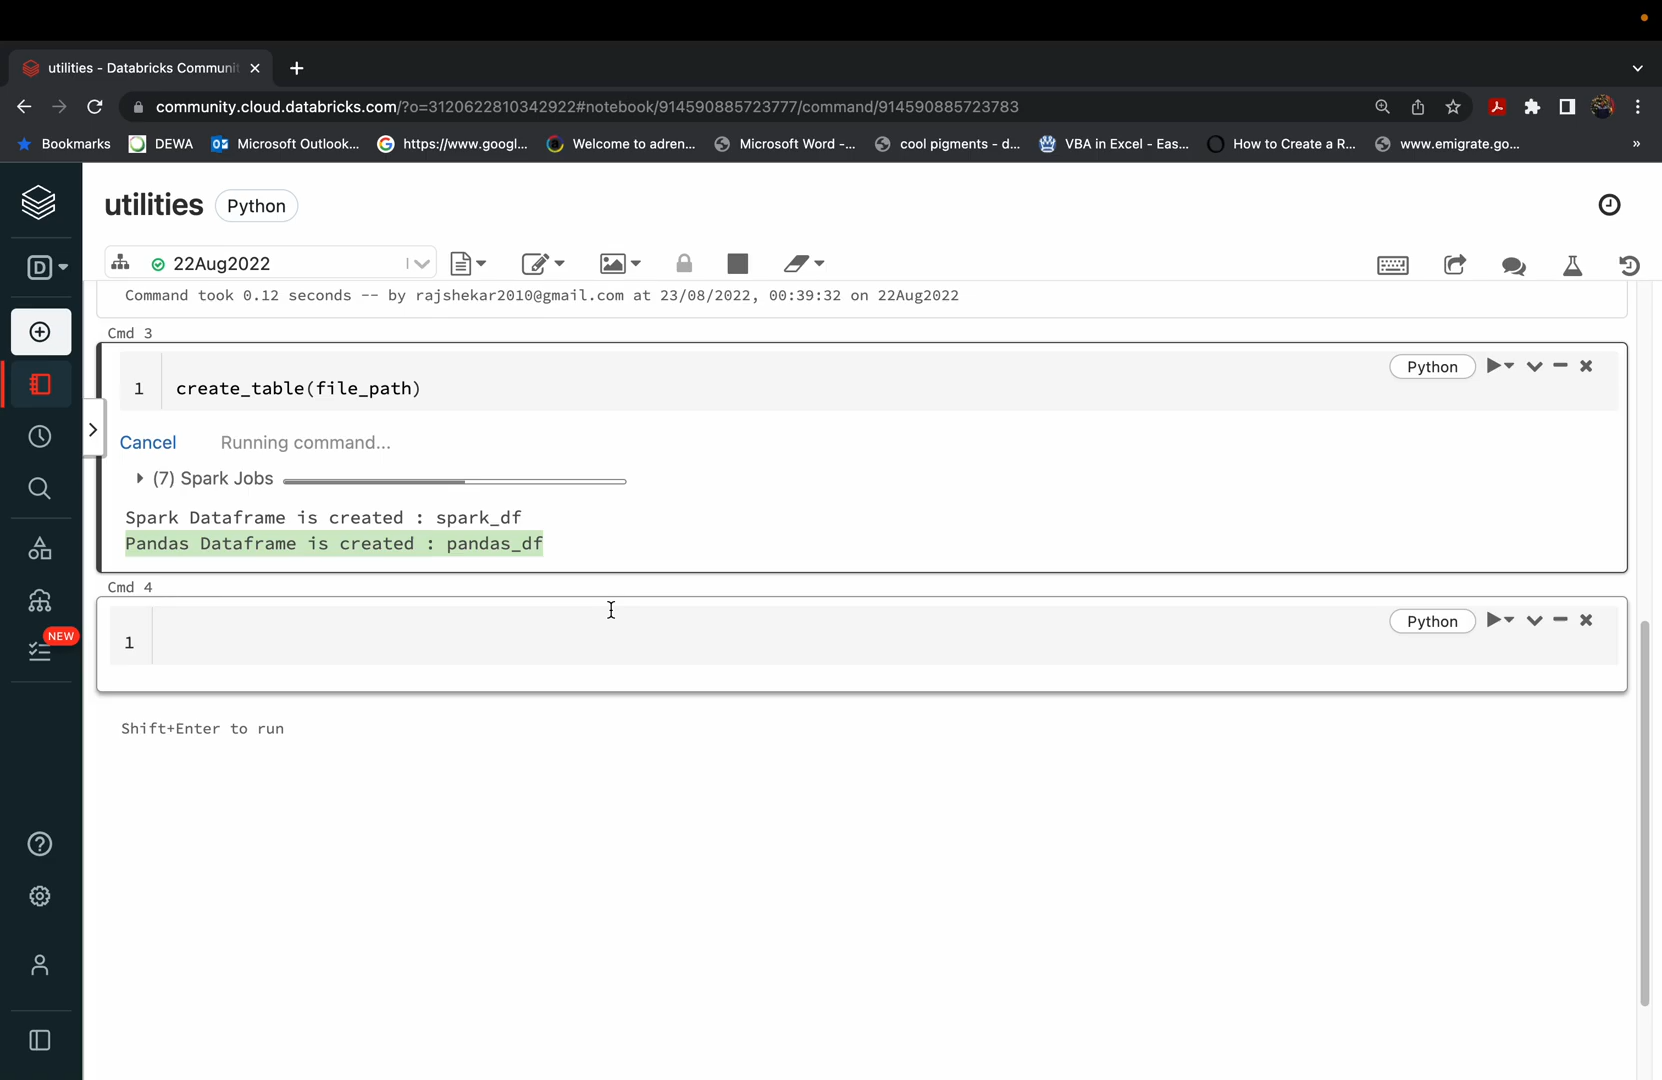 utilities - Databricks Communit
community.cloud.databricks.com/?o=3120622810342922#notebook/914590885723777/command/914590885723783
Bookmarks DEWA Microsoft Outlook... https://www.googl... Welcome to adren... Microsoft Word -... cool pigments - d... VBA in Excel - Eas... How to Create a R... www.emigrate.go... »
utilities Python
D 22Aug2022
Command took 0.12 seconds -- by rajshekar2010@gmail.com at 23/08/2022, 00:39:32 on 22Aug2022
Cmd 3
Python
1 create_table(file_path)
Cancel Running command...
(7) Spark Jobs
Spark Dataframe is created : spark_df
Pandas Dataframe is created : pandas_df
Cmd 4
Python
1
NEW
Shift+Enter to run